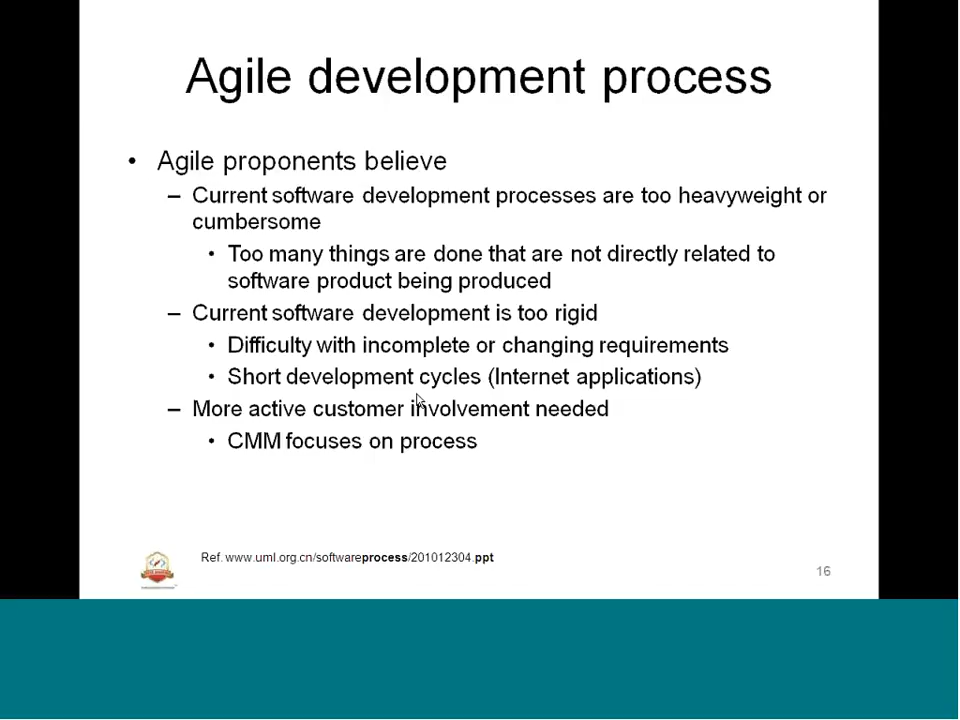 Agile development process
• Agile proponents believe
– Current software development processes are too heavyweight or
cumbersome
• Too many things are done that are not directly related to
software product being produced
– Current software development is too rigid
• Difficulty with incomplete or changing requirements
• Short development cycles (Internet applications)
– More active customer involvement needed
• CMM focuses on process
Ref. www.uml.org.cn/softwareprocess/201012304.ppt
16